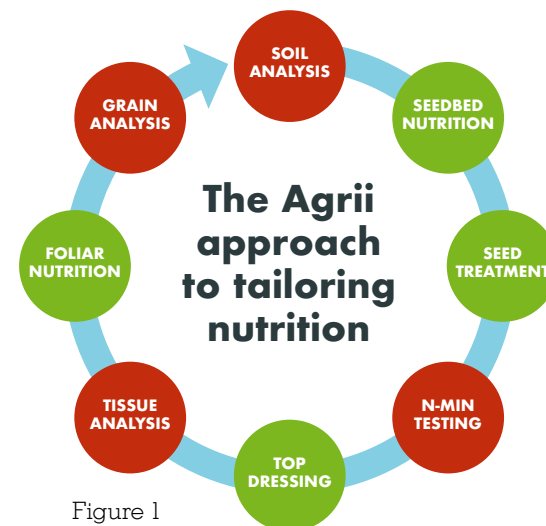 SOIL
ANALYSIS
SEEDBED
NUTRITION
SEED
TREATMENT
N-MIN
TESTING
TOP
DRESSING
TISSUE
ANALYSIS
FOLIAR
NUTRITION
GRAIN
ANALYSIS
The Agrii
approach
to tailoring
nutrition
Figure 1